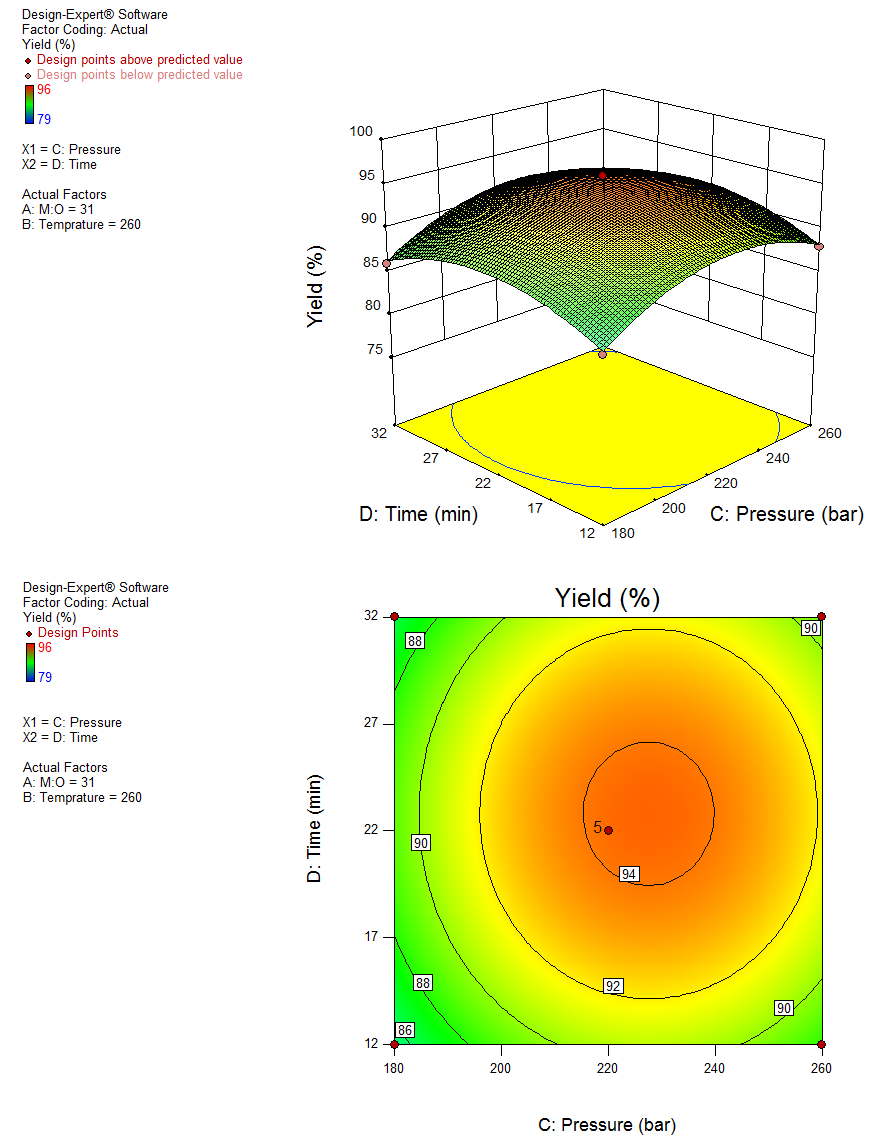 Design-Expert® Software
Factor Coding: Actual
Yield (%)
Design points above predicted value
Design points below predicted value
96
79
X1 = C: Pressure
X2 = D: Time
Actual Factors
A: M:O = 31
B: Temprature = 260
100
95
90
85
80
75
Yield (%)
32
27
22
17
12
180
200
220
240
260
D: Time (min)
C: Pressure (bar)
Design-Expert® Software
Factor Coding: Actual
Yield (%)
Design Points
96
79
X1 = C: Pressure
X2 = D: Time
Actual Factors
A: M:O = 31
B: Temprature = 260
Yield (%)
32
27
22
17
12
D: Time (min)
88
90
90
5
94
92
88
90
86
180
200
220
240
260
C: Pressure (bar)